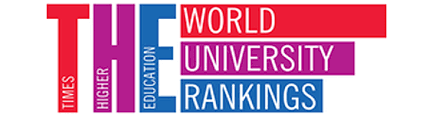 THE
TIMES
HIGHER
EDUCATION
WORLD
UNIVERSITY
RANKINGS